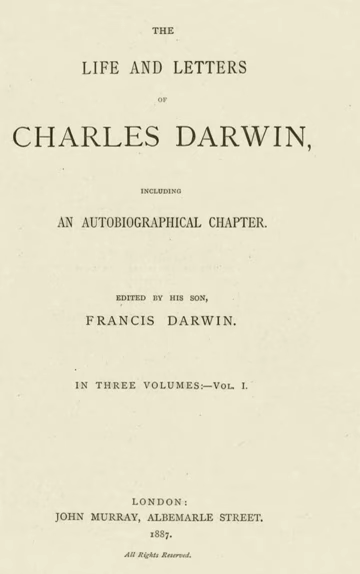 THE
LIFE AND LETTERS
OF
CHARLES DARWIN,
INCLUDING
AN AUTOBIOGRAPHICAL CHAPTER.
EDITED BY HIS SON,
FRANCIS DARWIN.
IN THREE VOLUMES:—VOL. I.
LONDON:
JOHN MURRAY, ALBEMARLE STREET.
1887.
All Rights Reserved.